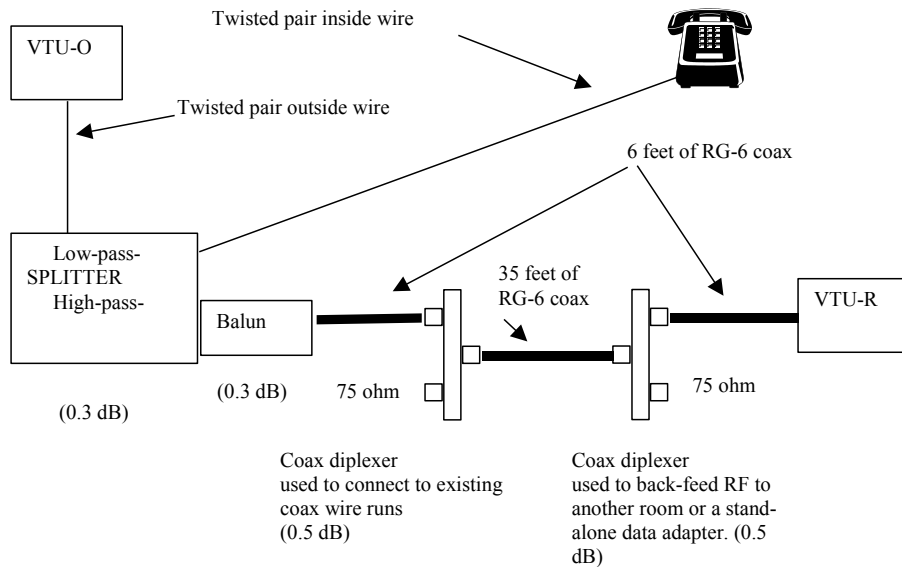 Twisted pair inside wire
VTU-O
Twisted pair outside wire
6 feet of RG-6 coax
Low-pass-
SPLITTER
High-pass-
35 feet of
RG-6 coax
Balun
VTU-R
(0.3 dB)
(0.3 dB)
75 ohm
75 ohm
Coax diplexer
used to connect to existing
coax wire runs
(0.5 dB)
Coax diplexer
used to back-feed RF to
another room or a stand-
alone data adapter. (0.5
dB)